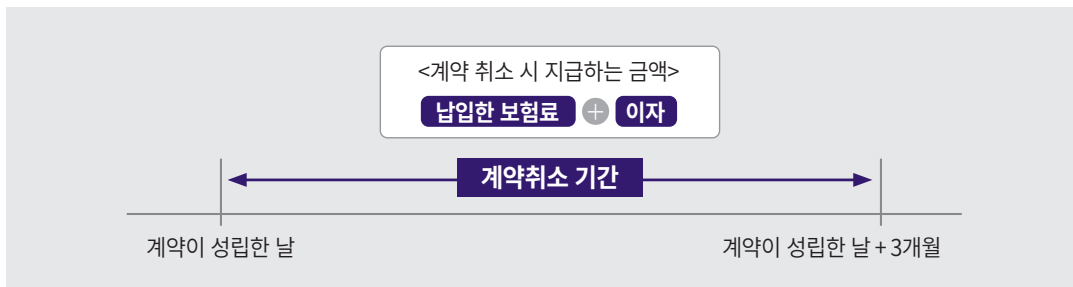 <계약 취소 시 지급하는 금액>
납입한 보험료 + 이자
계약취소 기간
계약이 성립한 날
계약이 성립한 날 + 3개월